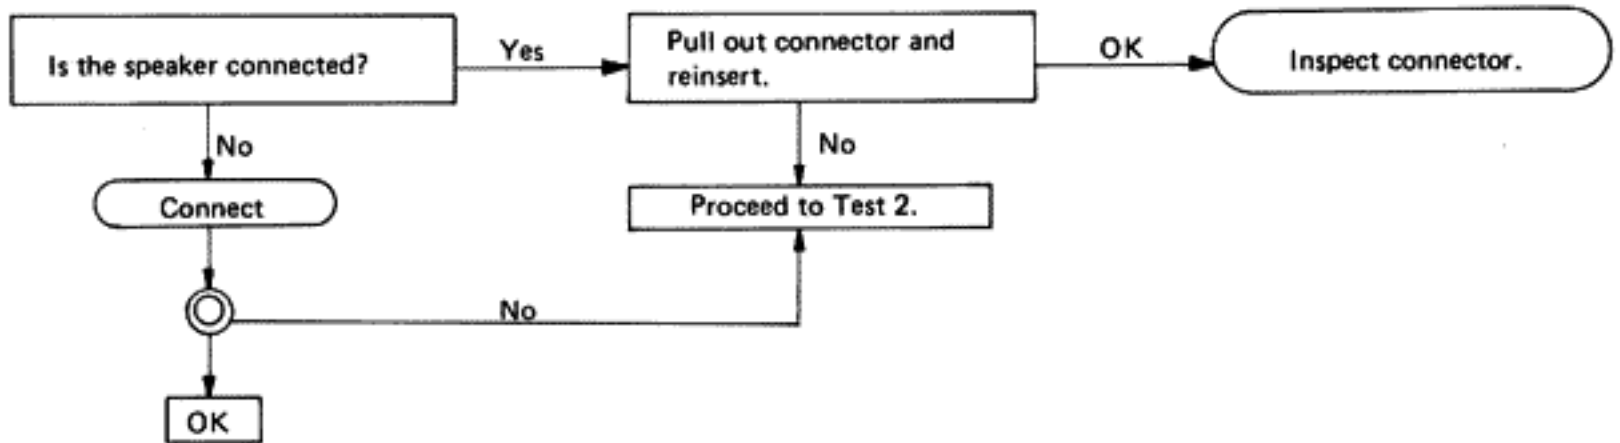 Is the speaker connected?
Yes
Pull out connector and
reinsert.
OK
Inspect connector.
No
No
Connect
Proceed to Test 2.
No
OK